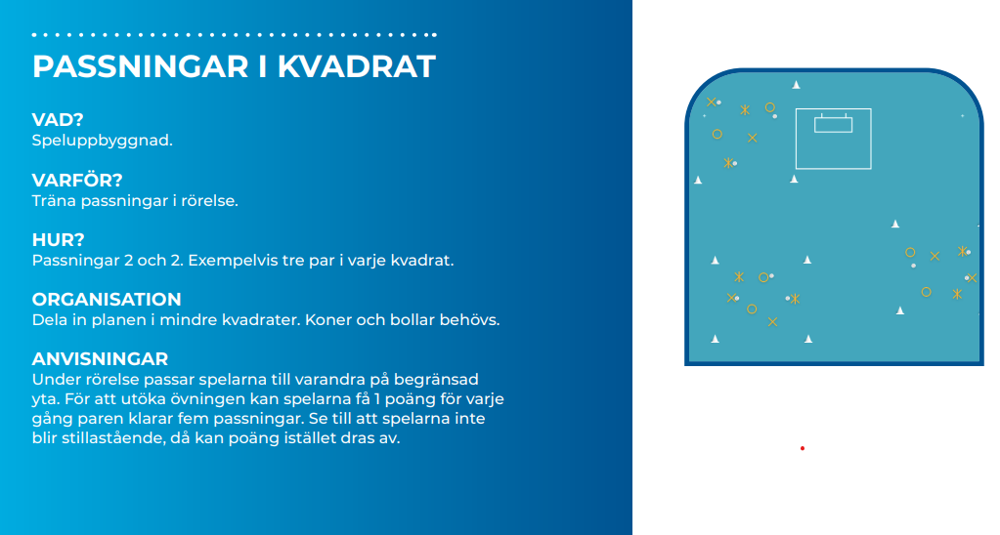 PASSNINGAR I KVADRAT
VAD?
Speluppbyggnad.
VARFÖR?
Träna passningar i rörelse.
HUR?
Passningar 2 och 2. Exempelvis tre par i varje kvadrat.
ORGANISATION
Dela in planen i mindre kvadrater. Koner och bollar behövs.
ANVISNINGAR
Under rörelse passar spelarna till varandra på begränsad
yta. För att utöka övningen kan spelarna få 1 poäng för varje
gång paren klarar fem passningar. Se till att spelarna inte
blir stillastående, då kan poäng istället dras av.